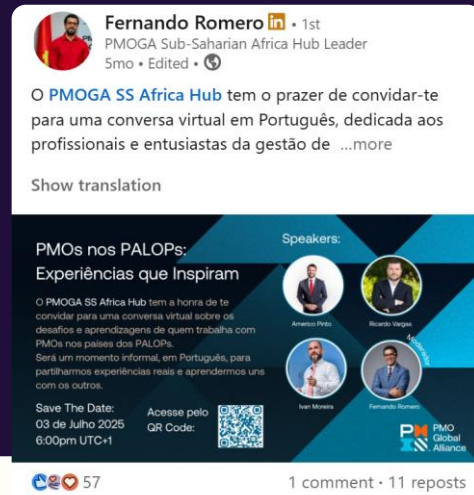 Fernando Romero in • 1st
PMOGA Sub-Saharian Africa Hub Leader
5mo • Edited •
O PMOGA SS Africa Hub tem o prazer de convidar-te
para uma conversa virtual em Português, dedicada aos
profissionais e entusiastas da gestão de ...more
Show translation
PMOs nos PALOPs:
Experiências que Inspiram
O PMOGA SS Africa Hub tem a honra de te
convidar para uma conversa virtual sobre os
desafios e aprendizagens de quem trabalha com
PMOs nos países dos PALOPs.
Será um momento informal, em Português, para
partilharmos experiências reais e aprendermos uns
com os outros.
Save The Date:
03 de Julho 2025
6:00pm UTC+1
Acesse pelo
QR Code:
Speakers:
Americo Pinto
Ricardo Vargas
Moderador
Ivan Moreira
Fernando Romero
PMO
Global
Alliance
57
1 comment • 11 reposts